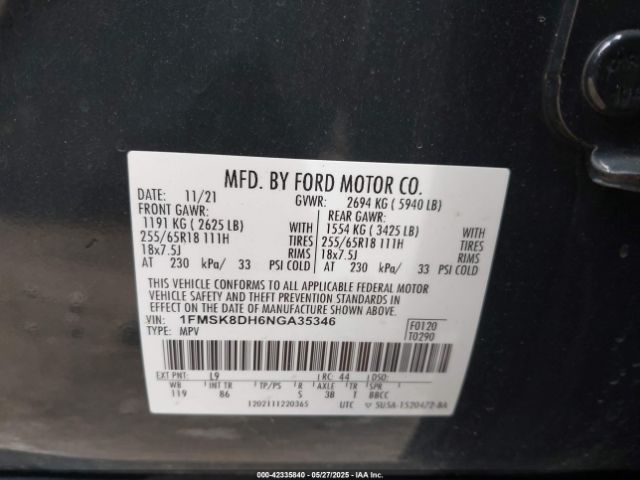 MFD. BY FORD MOTOR CO.
DATE: 11/21 GVWR: 2694 KG ( 5940 LB)
FRONT GAWR: REAR GAWR:
1191 KG ( 2625 LB) WITH 1554 KG ( 3425 LB) WITH
255/65R18 111H TIRES 255/65R18 111H TIRES
18x7.5J RIMS 18x7.5J RIMS
AT 230 kPa/ 33 PSI COLD AT 230 kPa/ 33 PSI COLD
THIS VEHICLE CONFORMS TO ALL APPLICABLE FEDERAL MOTOR
VEHICLE SAFETY AND BUMPER STANDARDS IN
EFFECT ON THE DATE OF MANUFACTURE SHOWN ABOVE.
VIN: 1FMSK8DH6NGA35346 F0120
TYPE: MPV T0290
EXT PNT: L9 RC: 44 DSO:
WB INT TR TP/PS R AXLE TR SPR
119 86 S 3B T BBCC
1202111220365 UTC 5U5A-1520472-BA
000-42335840 | 05/27/2025 | IAA Inc.